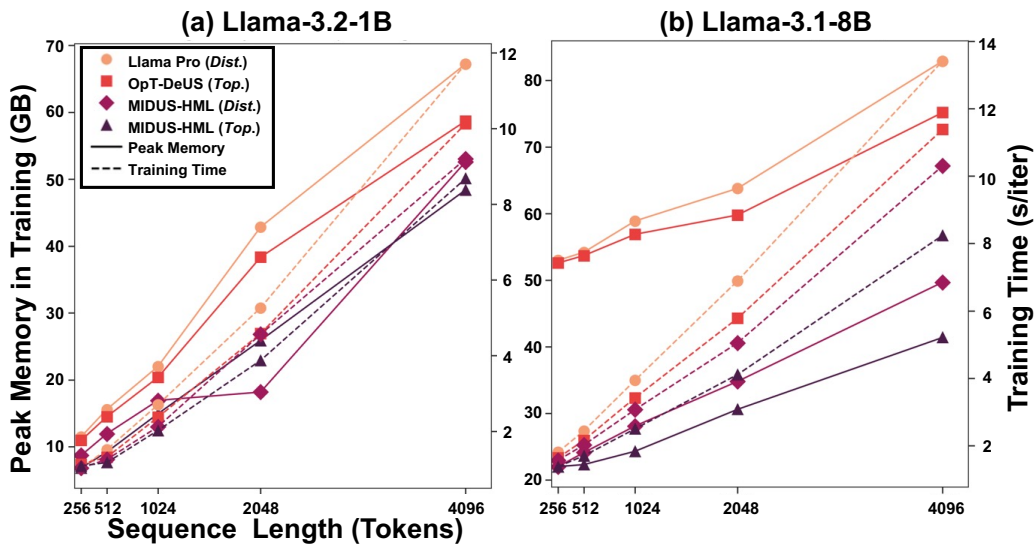 (a) Llama-3.2-1B
(b) Llama-3.1-8B
Peak Memory in Training (GB)
70
60
50
40
30
20
10
Llama Pro (Dist.)
OpT-DeUS (Top.)
MIDUS-HML (Dist.)
MIDUS-HML (Top.)
Peak Memory
Training Time
12
10
8
6
4
2
256 512 1024 2048 4096
Sequence Length (Tokens)
80
70
60
50
40
30
20
14
12
10
8
6
4
2
256 512 1024 2048 4096
Training Time (s/iter)